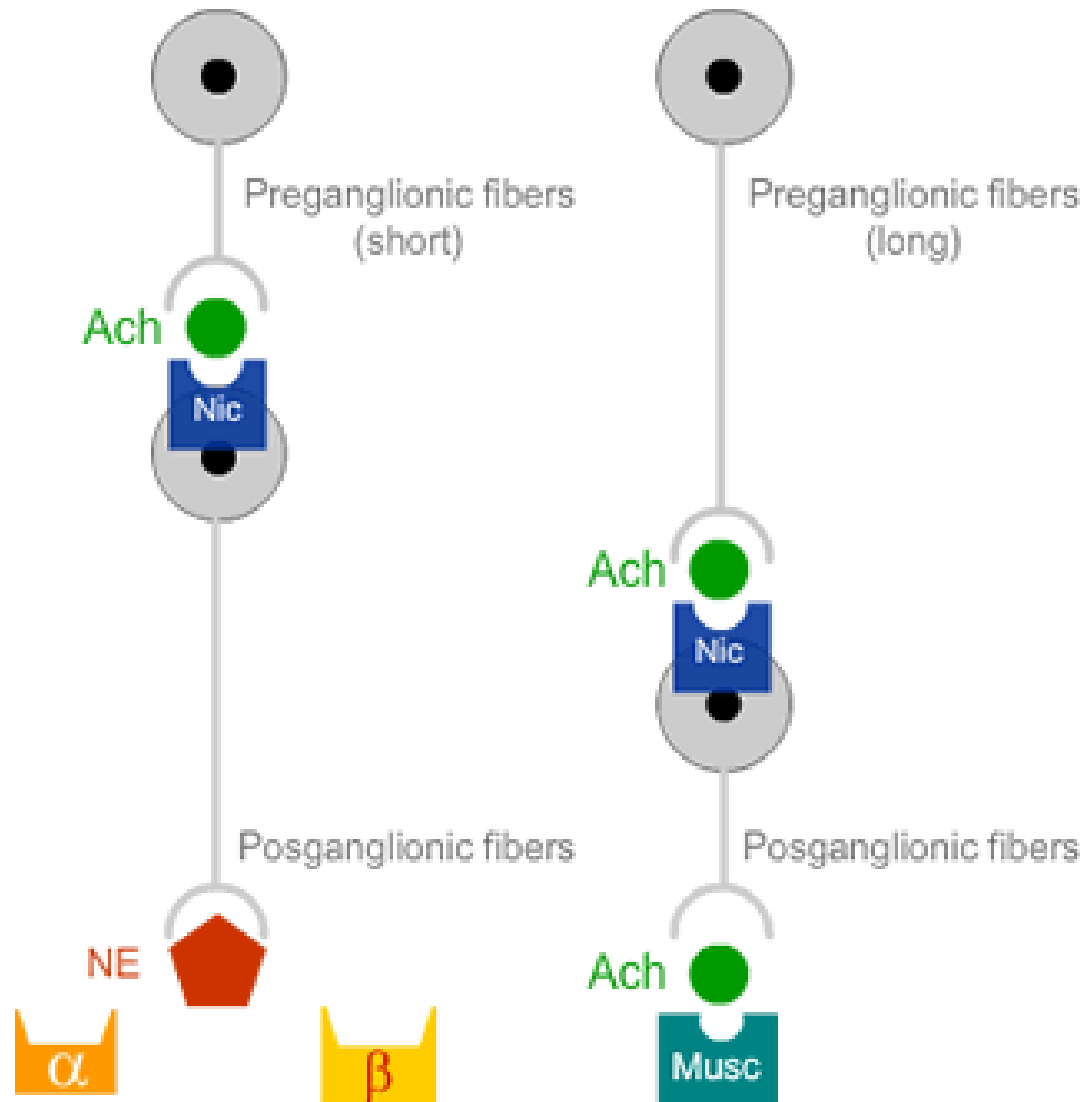 Preganglionic fibers
(short)
Ach
Nic
Posganglionic fibers
NE
α
β
Preganglionic fibers
(long)
Ach
Nic
Posganglionic fibers
Ach
Musc